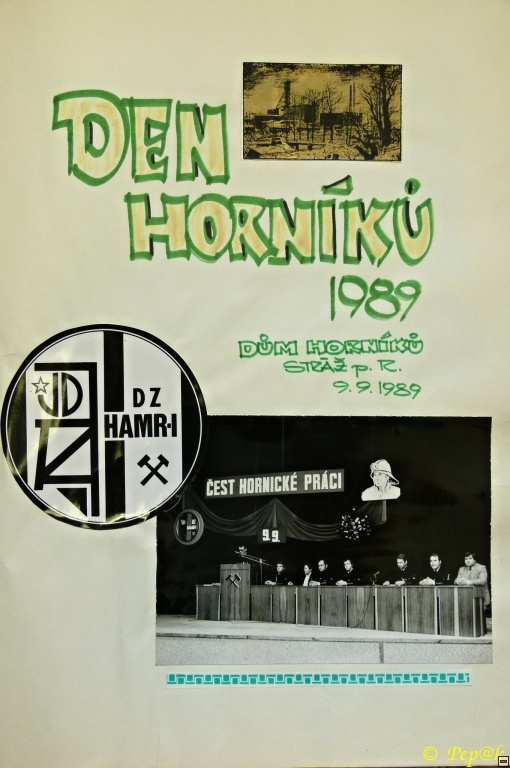 DEN
HORNÍKŮ
1989
DŮM HORNÍKŮ
STRÁŽ p. R.
9.9.1989
DZ
HAMR-I
ČEST HORNICKÉ PRÁCI
9.9.
© Pep@k